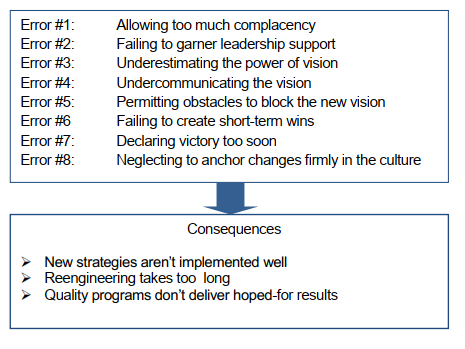 Error #1: Allowing too much complacency
Error #2: Failing to garner leadership support
Error #3: Underestimating the power of vision
Error #4: Undercommunicating the vision
Error #5: Permitting obstacles to block the new vision
Error #6 Failing to create short-term wins
Error #7: Declaring victory too soon
Error #8: Neglecting to anchor changes firmly in the culture
Consequences
➢ New strategies aren't implemented well
➢ Reengineering takes too long
➢ Quality programs don't deliver hoped-for results